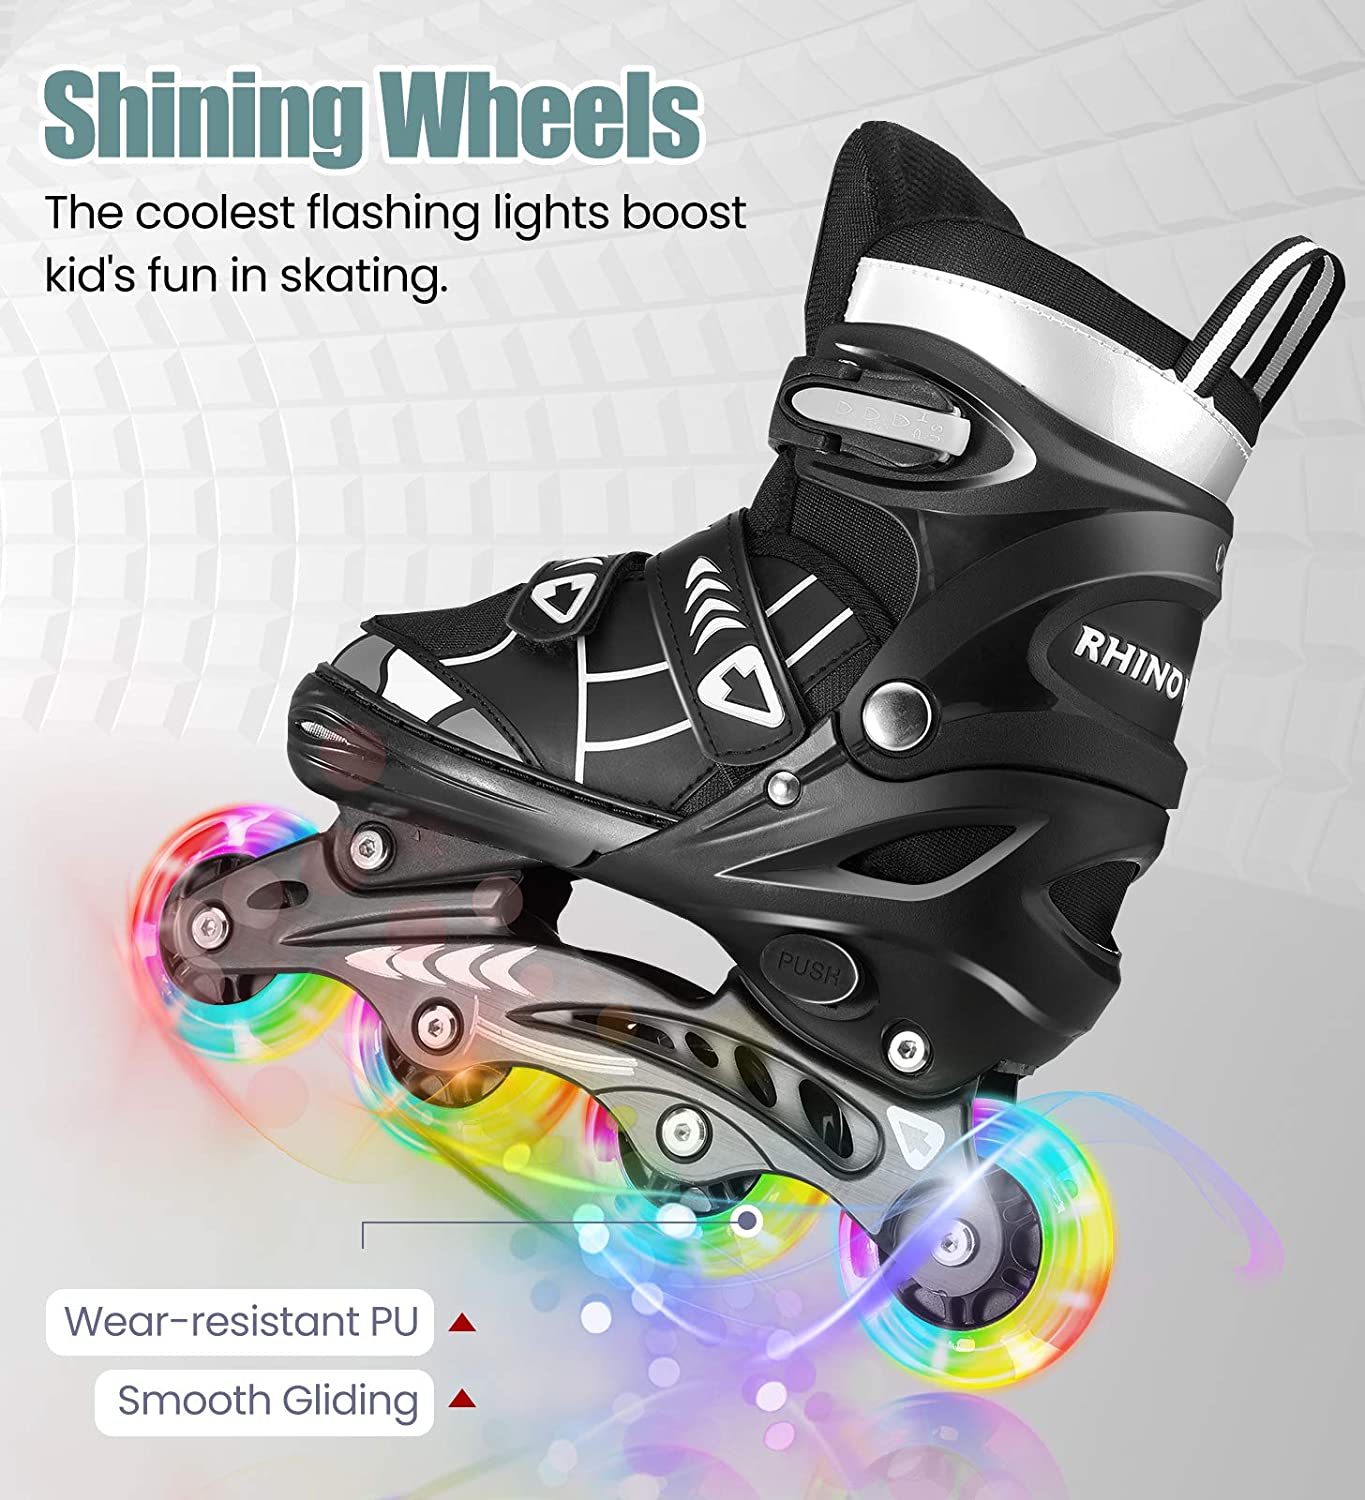 Shining Wheels
The coolest flashing lights boost
kid's fun in skating.
RHINO
PUSH
Wear-resistant PU
Smooth Gliding